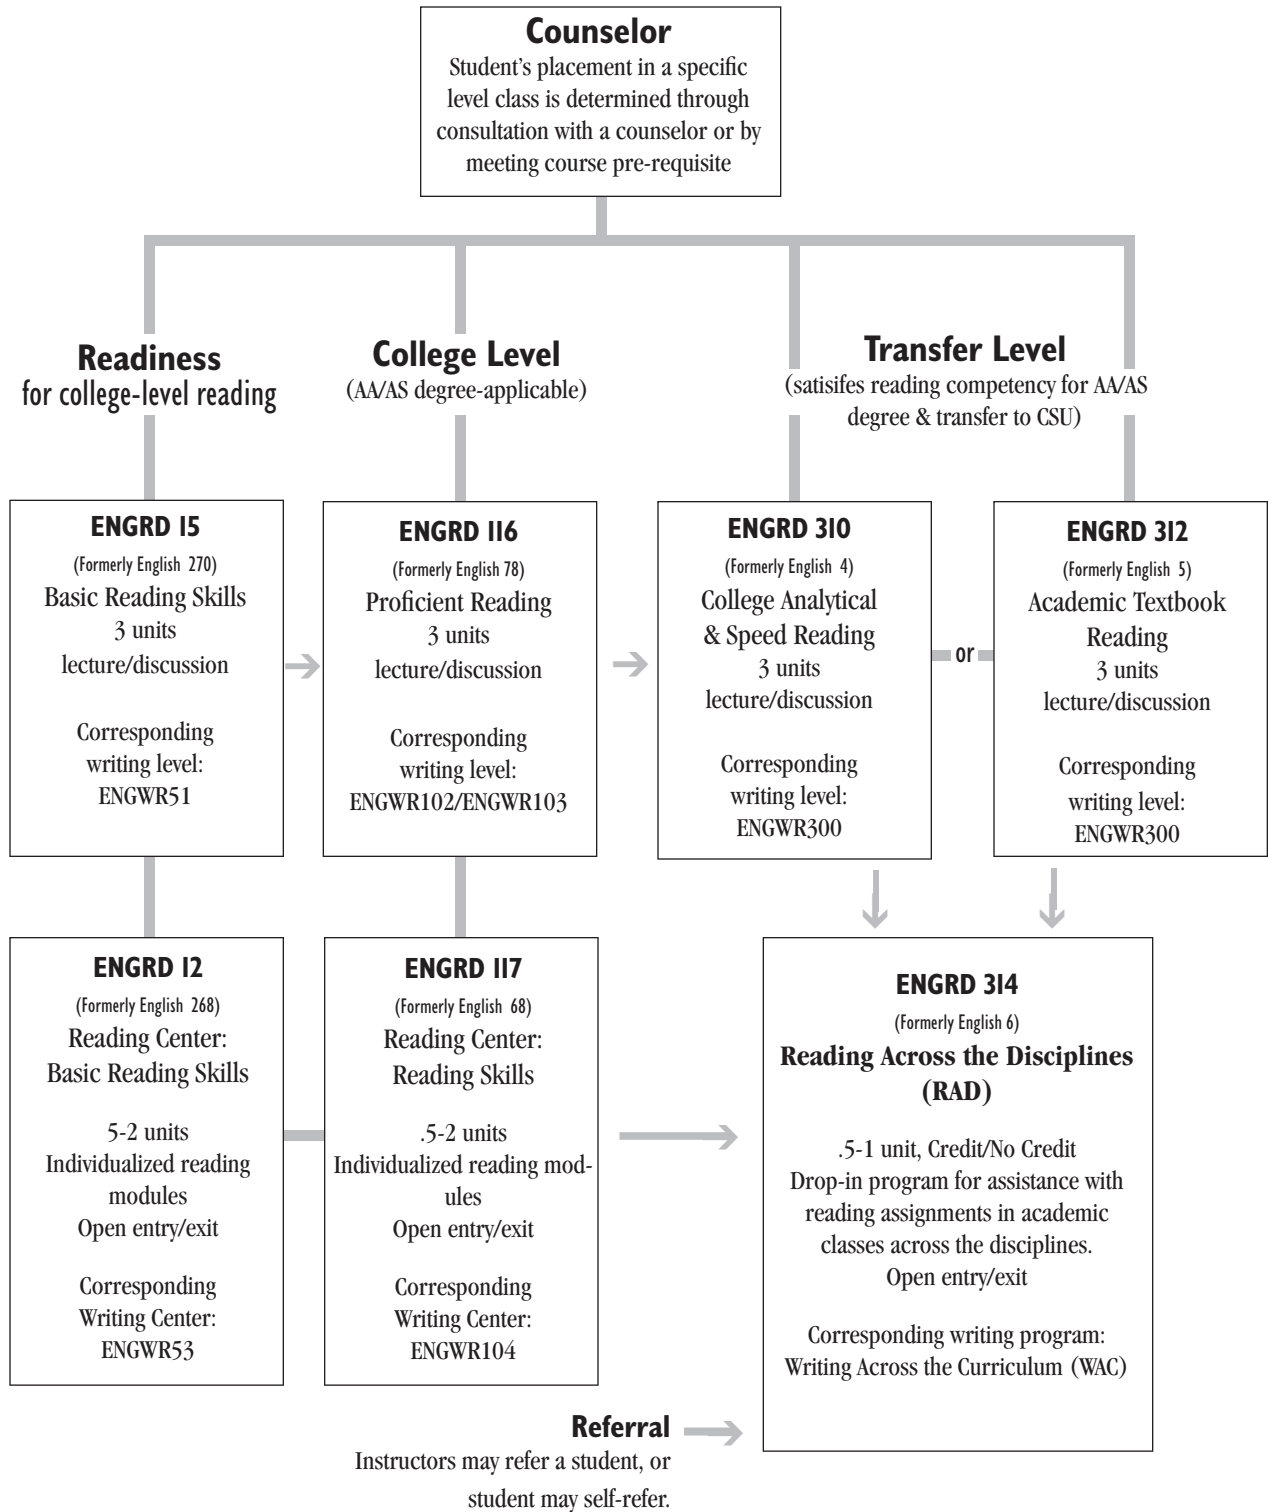 Counselor
Student’s placement in a specific
level class is determined through
consultation with a counselor or by
meeting course pre-requisite
Readiness
for college-level reading
College Level
(AA/AS degree-applicable)
Transfer Level
(satisifes reading competency for AA/AS
degree & transfer to CSU)
ENGRD 15
(Formerly English 270)
Basic Reading Skills
3 units
lecture/discussion
Corresponding
writing level:
ENGWR51
ENGRD 116
(Formerly English 78)
Proficient Reading
3 units
lecture/discussion
Corresponding
writing level:
ENGWR102/ENGWR103
ENGRD 310
(Formerly English 4)
College Analytical
& Speed Reading
3 units
lecture/discussion
Corresponding
writing level:
ENGWR300
or
ENGRD 312
(Formerly English 5)
Academic Textbook
Reading
3 units
lecture/discussion
Corresponding
writing level:
ENGWR300
ENGRD 12
(Formerly English 268)
Reading Center:
Basic Reading Skills
5-2 units
Individualized reading
modules
Open entry/exit
Corresponding
Writing Center:
ENGWR53
ENGRD 117
(Formerly English 68)
Reading Center:
Reading Skills
.5-2 units
Individualized reading mod-
ules
Open entry/exit
Corresponding
Writing Center:
ENGWR104
ENGRD 314
(Formerly English 6)
Reading Across the Disciplines
(RAD)
.5-1 unit, Credit/No Credit
Drop-in program for assistance with
reading assignments in academic
classes across the disciplines.
Open entry/exit
Corresponding writing program:
Writing Across the Curriculum (WAC)
Referral
Instructors may refer a student, or
student may self-refer.